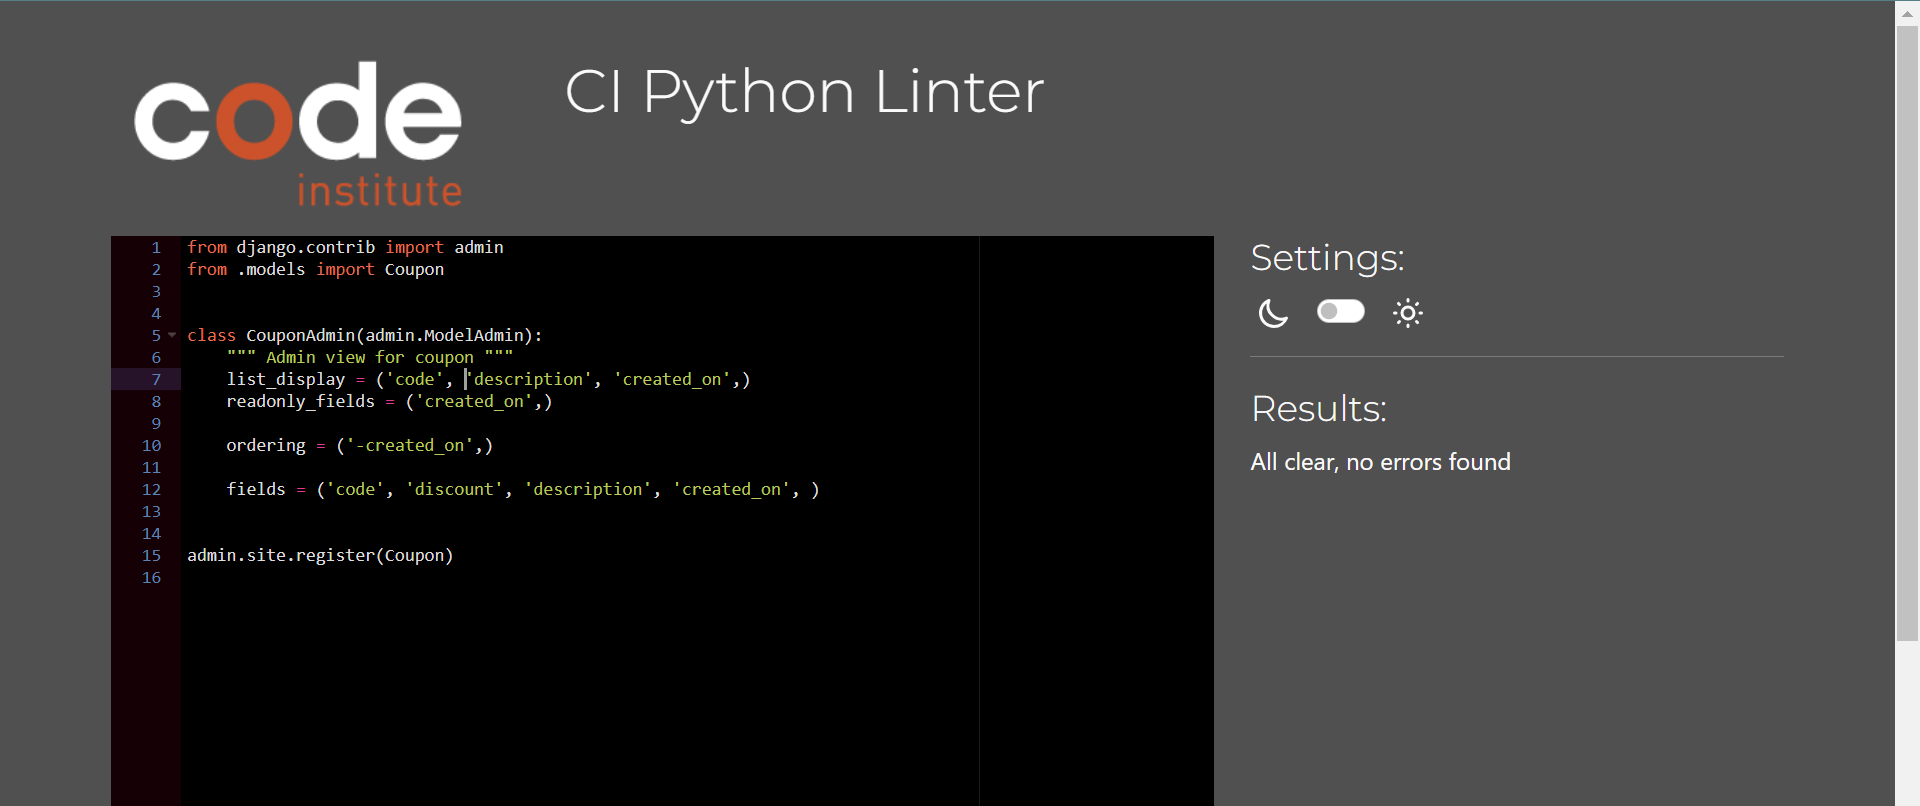 code
institute
CI Python Linter
1 from django.contrib import admin
2 from .models import Coupon
3
4
5 class CouponAdmin(admin.ModelAdmin):
6     """ Admin view for coupon """
7     list_display = ('code', 'description', 'created_on',)
8     readonly_fields = ('created_on',)
9
10     ordering = ('-created_on',)
11
12     fields = ('code', 'discount', 'description', 'created_on', )
13
14
15 admin.site.register(Coupon)
16
Settings:
Results:
All clear, no errors found